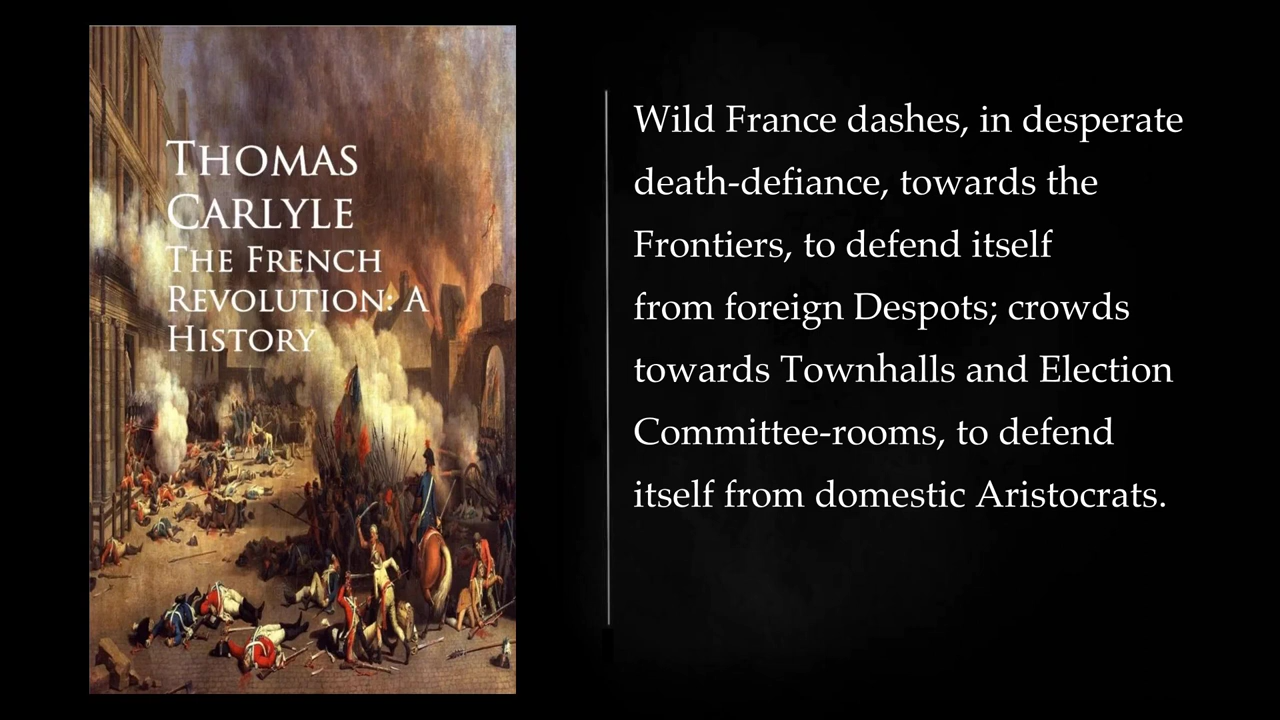 THOMAS
CARLYLE
THE FRENCH
REVOLUTION: A
HISTORY
Wild France dashes, in desperate
death-defiance, towards the
Frontiers, to defend itself
from foreign Despots; crowds
towards Townhalls and Election
Committee-rooms, to defend
itself from domestic Aristocrats.